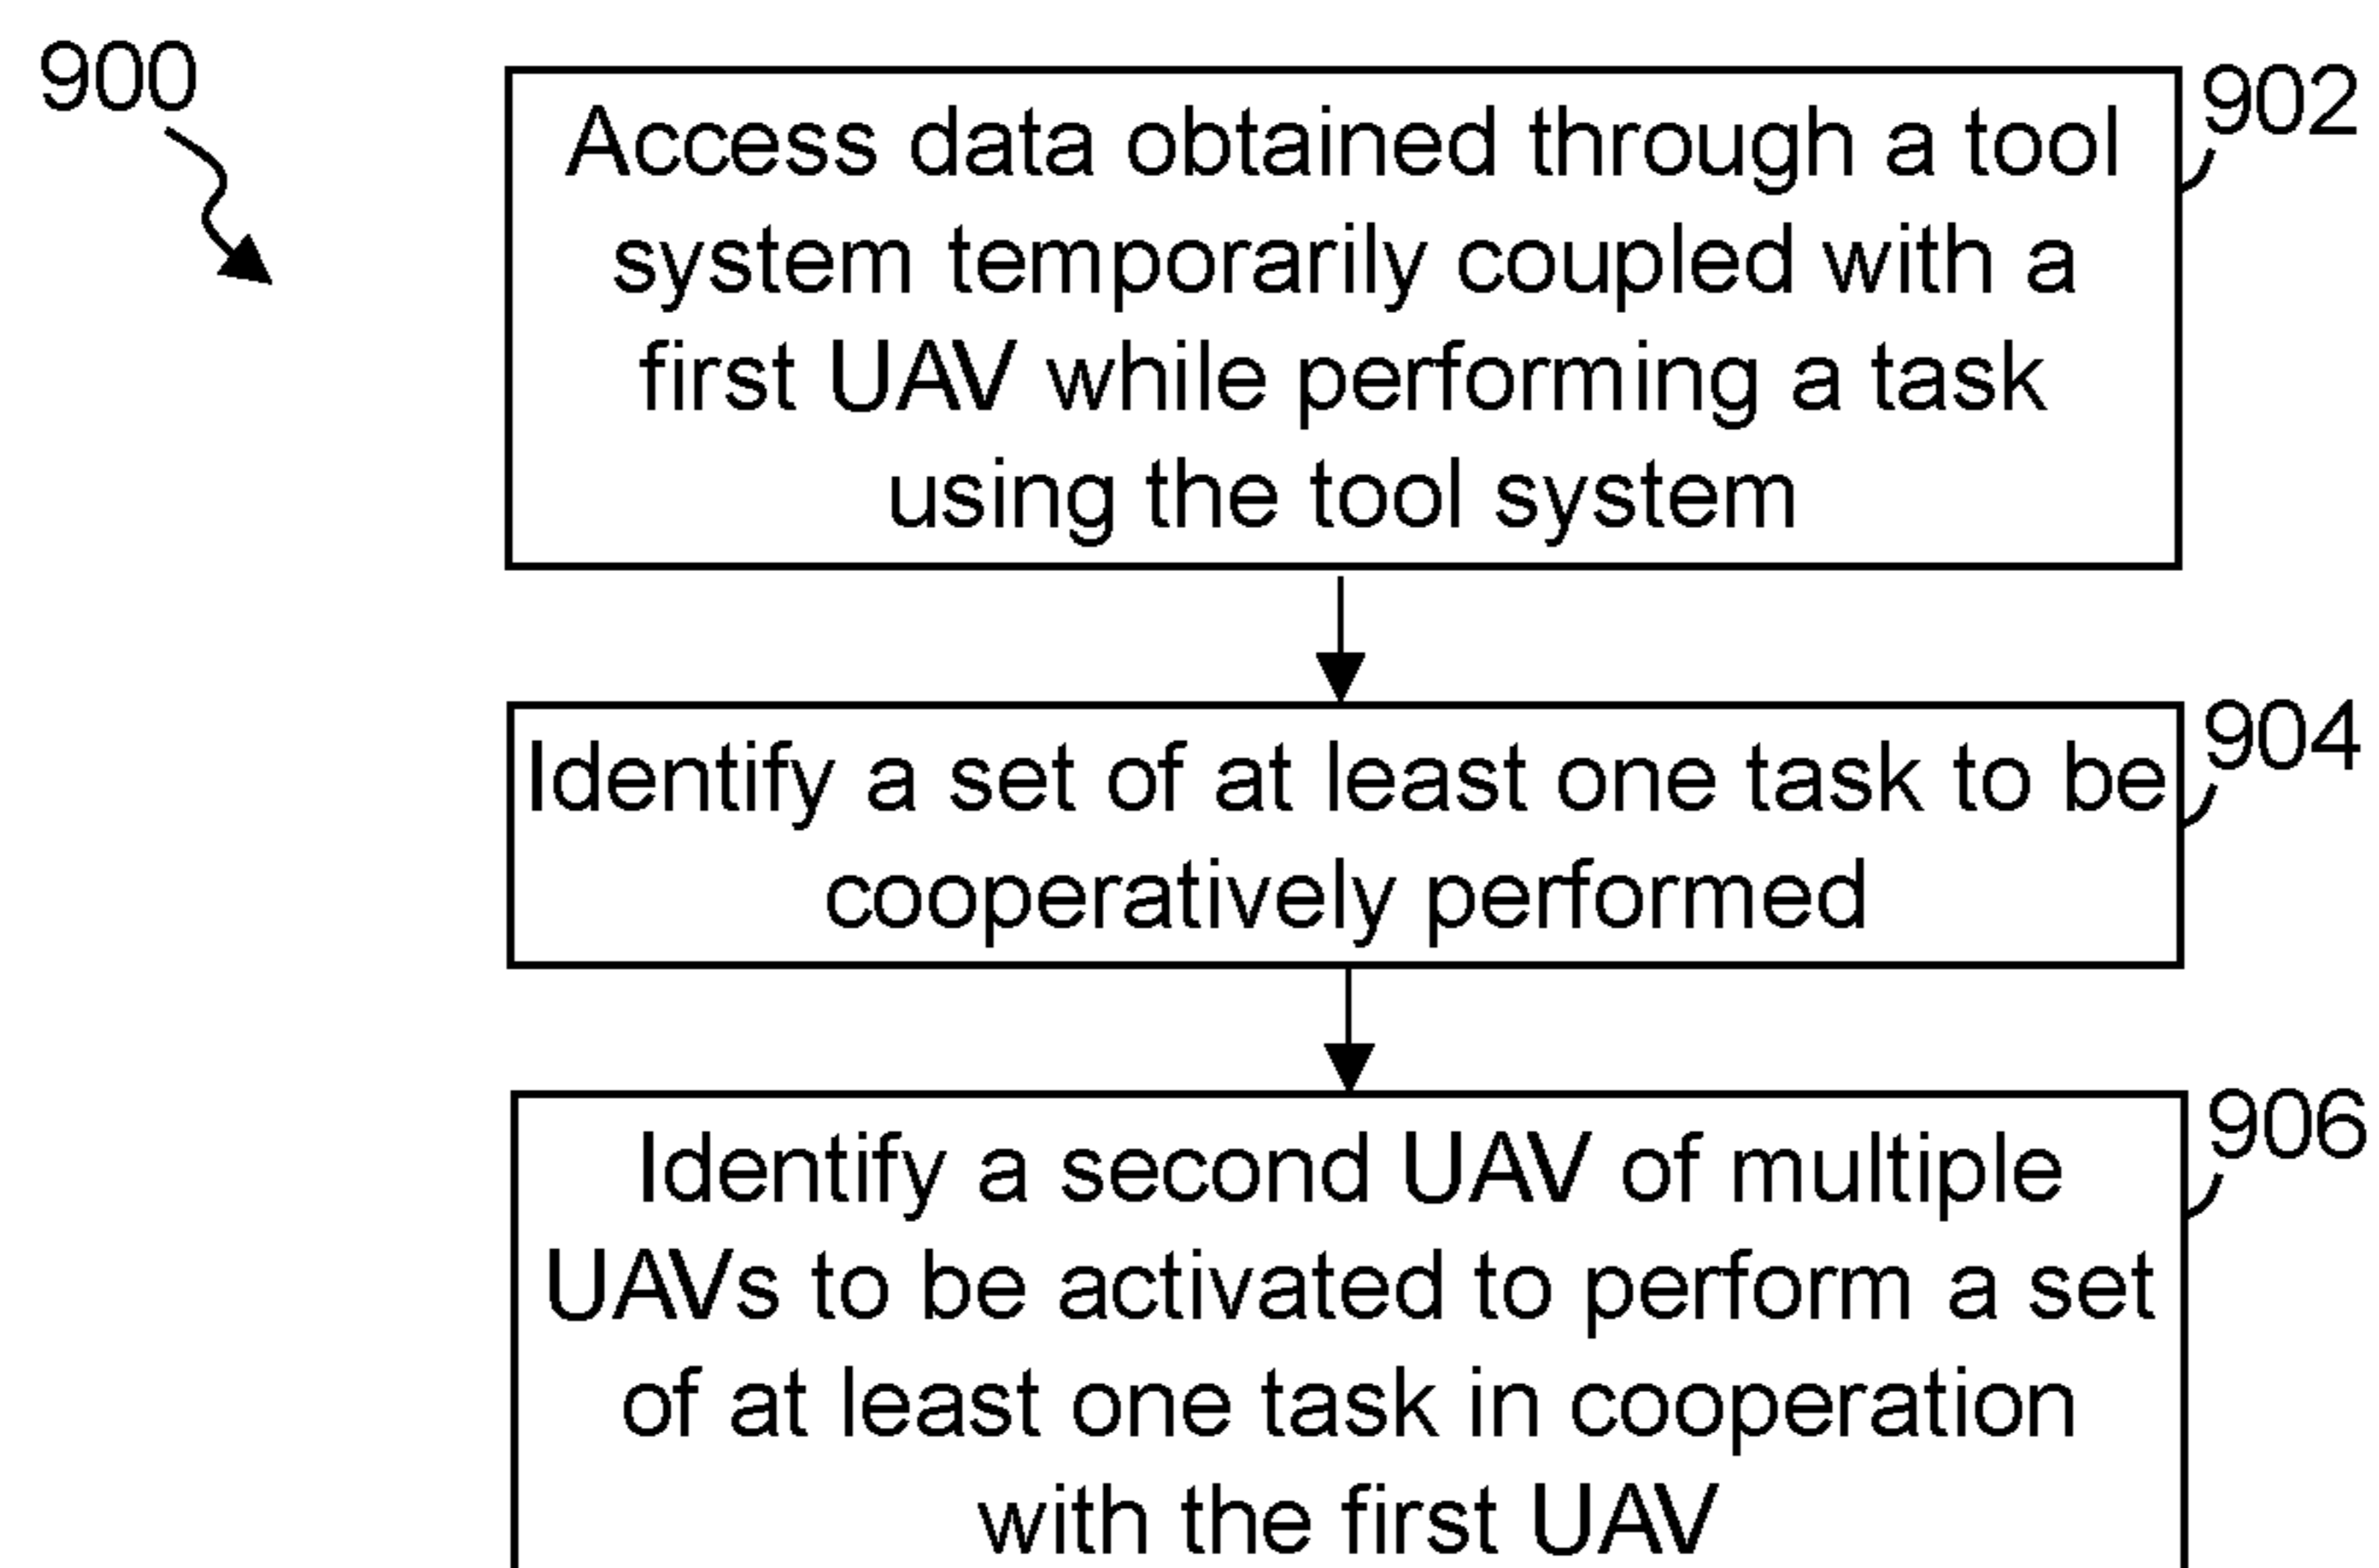 900
902
Access data obtained through a tool
system temporarily coupled with a
first UAV while performing a task
using the tool system
904
Identify a set of at least one task to be
cooperatively performed
906
Identify a second UAV of multiple
UAVs to be activated to perform a set
of at least one task in cooperation
with the first UAV